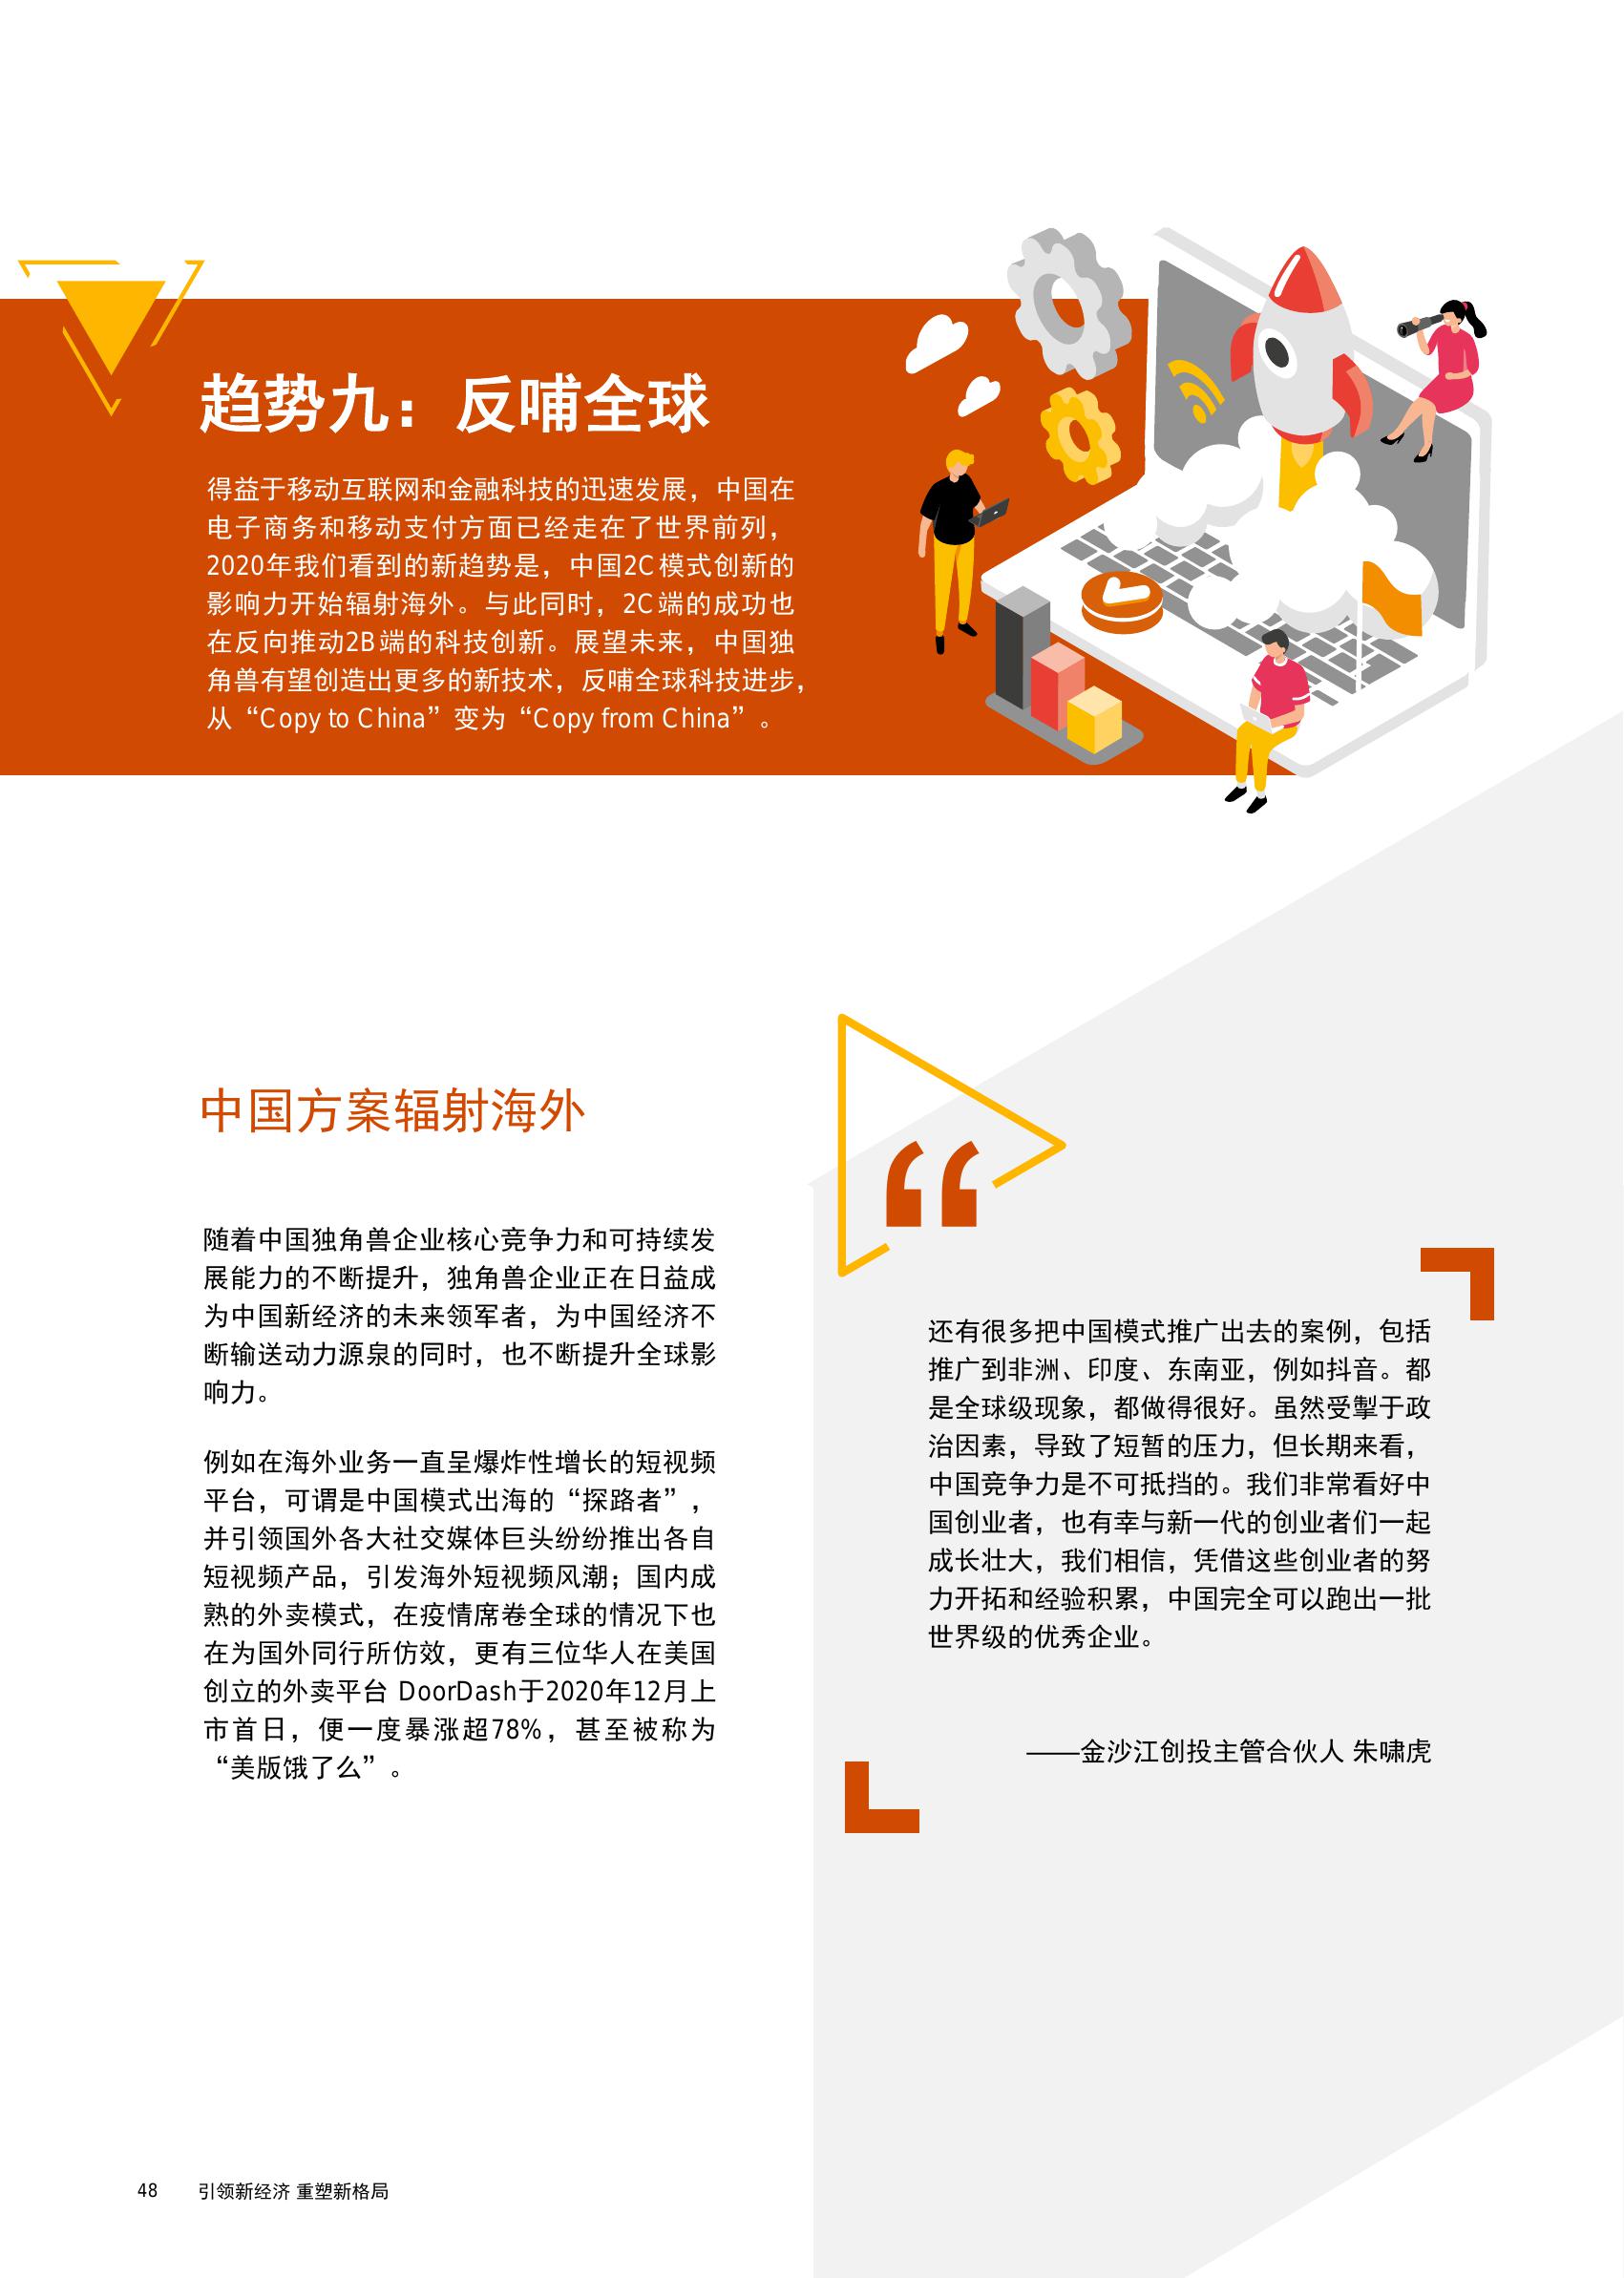 趋势九：反哺全球
得益于移动互联网和金融科技的迅速发展，中国在
电子商务和移动支付方面已经走在了世界前列，
2020年我们看到的新趋势是，中国2C模式创新的
影响力开始辐射海外。与此同时，2C端的成功也
在反向推动2B端的科技创新。展望未来，中国独
角兽有望创造出更多的新技术，反哺全球科技进步，
从“Copy to China”变为“Copy from China”。
中国方案辐射海外
随着中国独角兽企业核心竞争力和可持续发
展能力的不断提升，独角兽企业正在日益成
为中国新经济的未来领军者，为中国经济不
断输送动力源泉的同时，也不断提升全球影
响力。
例如在海外业务一直呈爆炸性增长的短视频
平台，可谓是中国模式出海的“探路者”，
并引领国外各大社交媒体巨头纷纷推出各自
短视频产品，引发海外短视频风潮；国内成
熟的外卖模式，在疫情席卷全球的情况下也
在为国外同行所仿效，更有三位华人在美国
创立的外卖平台 DoorDash于2020年12月上
市首日，便一度暴涨超78%，甚至被称为
“美版饿了么”。
“
还有很多把中国模式推广出去的案例，包括
推广到非洲、印度、东南亚，例如抖音。都
是全球级现象，都做得很好。虽然受掣于政
治因素，导致了短暂的压力，但长期来看，
中国竞争力是不可抵挡的。我们非常看好中
国创业者，也有幸与新一代的创业者们一起
成长壮大，我们相信，凭借这些创业者的努
力开拓和经验积累，中国完全可以跑出一批
世界级的优秀企业。
——金沙江创投主管合伙人 朱啸虎
48 引领新经济 重塑新格局